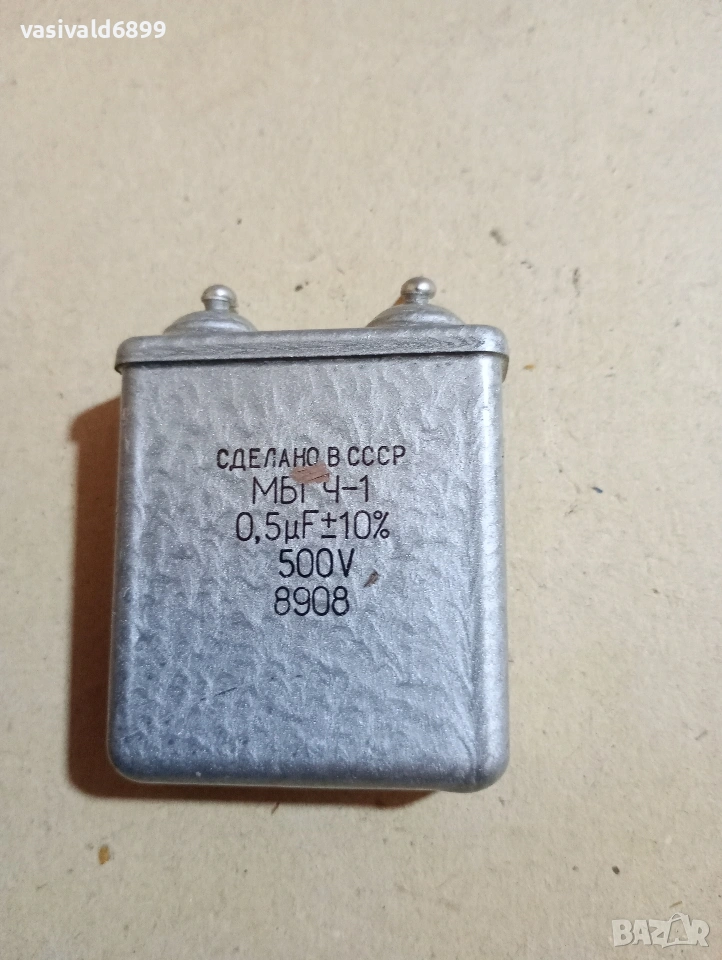 vasivald6899
СДЕЛАНО В СССР
МБГЧ-1
0,5μF±10%
500V
8908
BAZAR